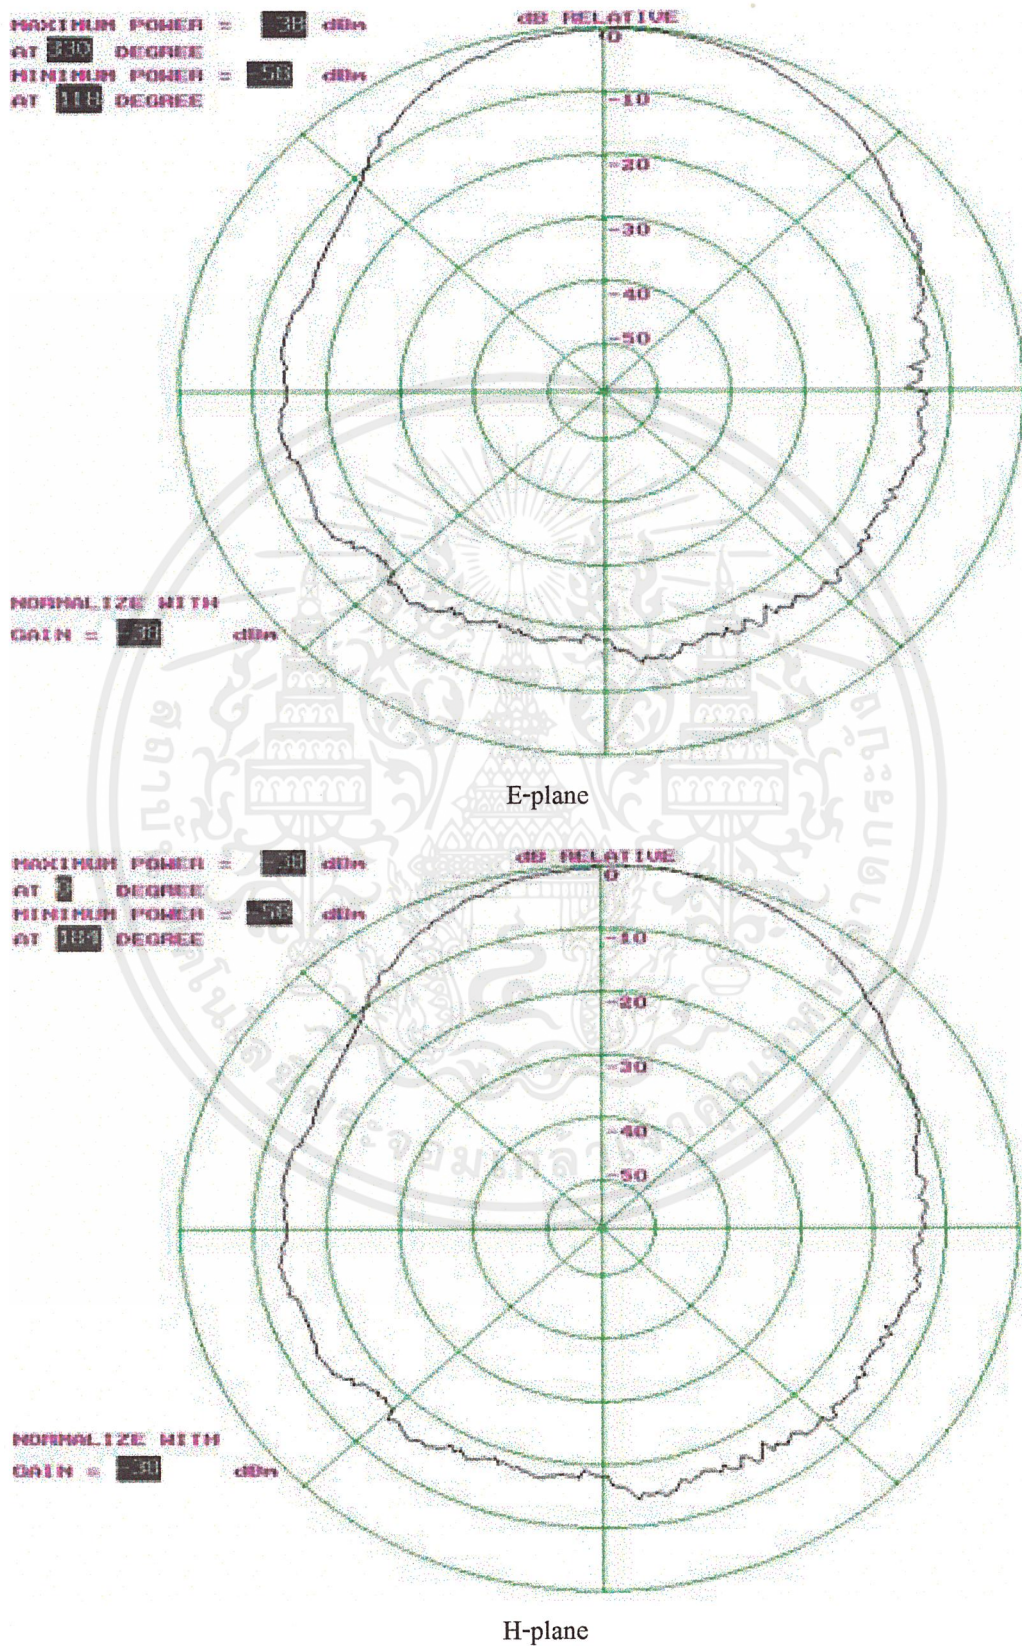 MAXIMUM POWER = -38 dBm
AT 330 DEGREE
MINIMUM POWER = -58 dBm
AT 118 DEGREE
dB RELATIVE
0
-10
-20
-30
-40
-50
NORMALIZE WITH
GAIN = -38 dBm
E-plane
MAXIMUM POWER = -38 dBm
AT DEGREE
MINIMUM POWER = -58 dBm
AT 184 DEGREE
dB RELATIVE
0
-10
-20
-30
-40
-50
NORMALIZE WITH
GAIN = -38 dBm
H-plane